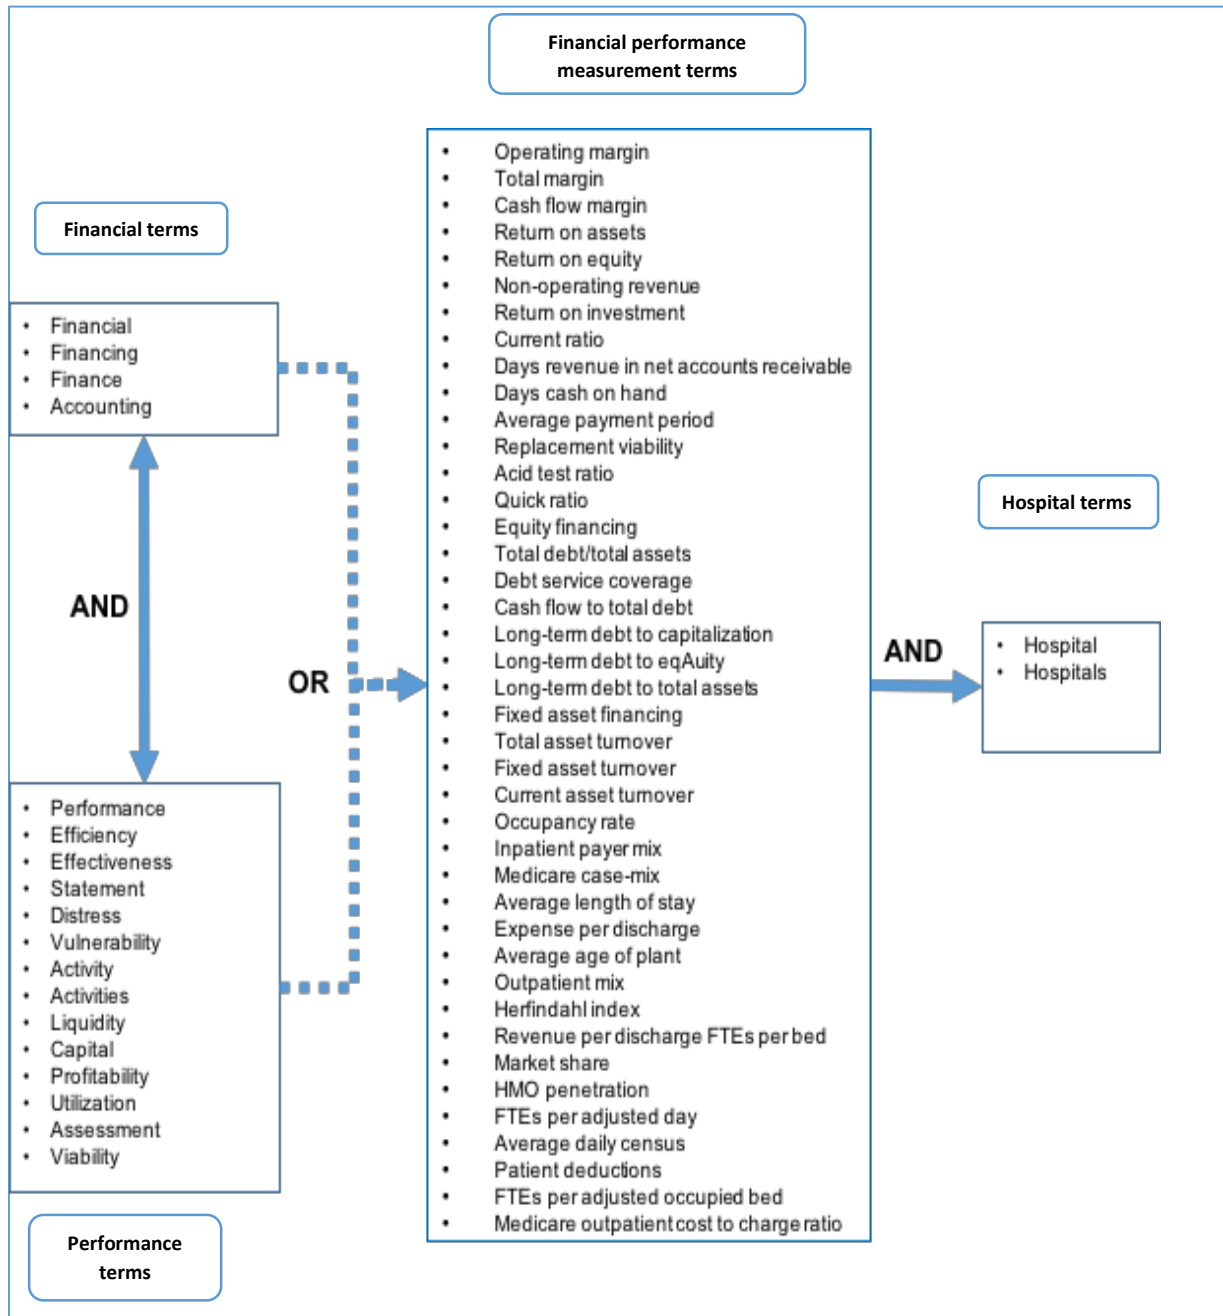 Financial performance
measurement terms
Financial terms
• Financial
• Financing
• Finance
• Accounting
AND
• Performance
• Efficiency
• Effectiveness
• Statement
• Distress
• Vulnerability
• Activity
• Activities
• Liquidity
• Capital
• Profitability
• Utilization
• Assessment
• Viability
Performance
terms
OR
• Operating margin
• Total margin
• Cash flow margin
• Return on assets
• Return on equity
• Non-operating revenue
• Return on investment
• Current ratio
• Days revenue in net accounts receivable
• Days cash on hand
• Average payment period
• Replacement viability
• Acid test ratio
• Quick ratio
• Equity financing
• Total debt/total assets
• Debt service coverage
• Cash flow to total debt
• Long-term debt to capitalization
• Long-term debt to eqAuity
• Long-term debt to total assets
• Fixed asset financing
• Total asset turnover
• Fixed asset turnover
• Current asset turnover
• Occupancy rate
• Inpatient payer mix
• Medicare case-mix
• Average length of stay
• Expense per discharge
• Average age of plant
• Outpatient mix
• Herfindahl index
• Revenue per discharge FTEs per bed
• Market share
• HMO penetration
• FTEs per adjusted day
• Average daily census
• Patient deductions
• FTEs per adjusted occupied bed
• Medicare outpatient cost to charge ratio
AND
Hospital terms
• Hospital
• Hospitals